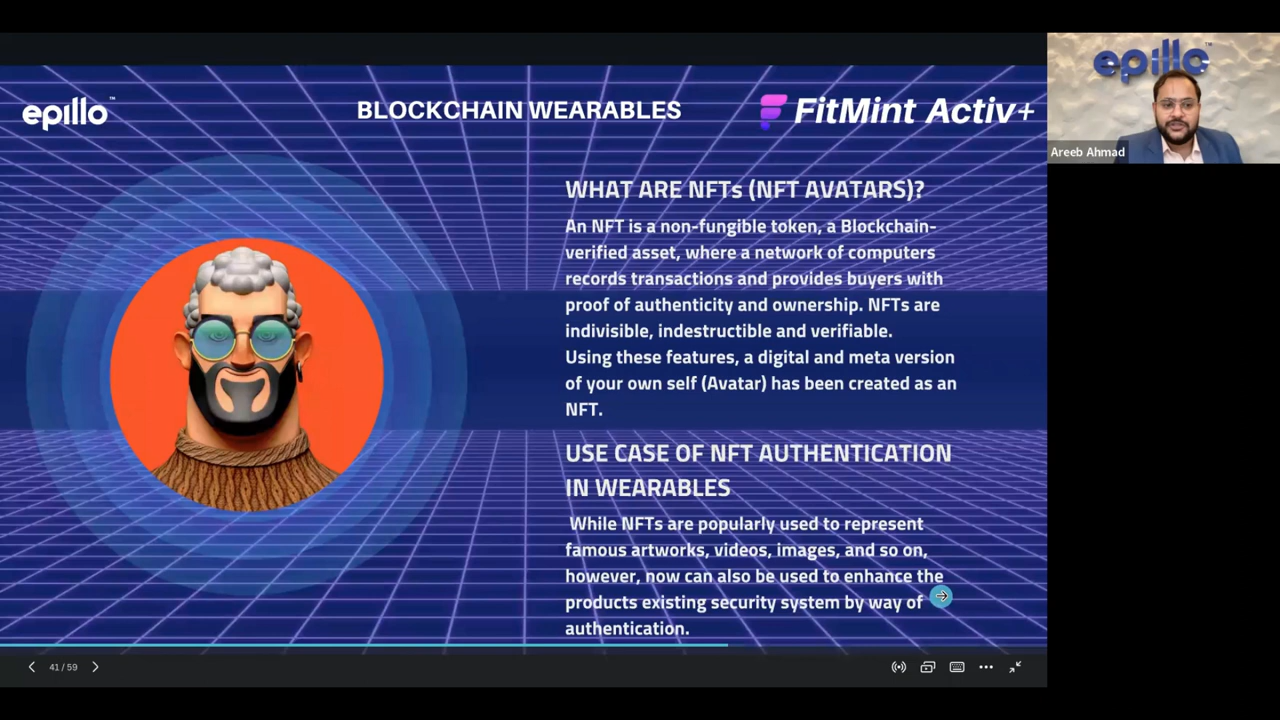 epillo™
BLOCKCHAIN WEARABLES
FitMint Activ+
WHAT ARE NFTs (NFT AVATARS)?
An NFT is a non-fungible token, a Blockchain-
verified asset, where a network of computers
records transactions and provides buyers with
proof of authenticity and ownership. NFTs are
indivisible, indestructible and verifiable.
Using these features, a digital and meta version
of your own self (Avatar) has been created as an
NFT.
USE CASE OF NFT AUTHENTICATION
IN WEARABLES
While NFTs are popularly used to represent
famous artworks, videos, images, and so on,
however, now can also be used to enhance the
products existing security system by way of
authentication.
41 / 59
epillo™
Areeb Ahmad